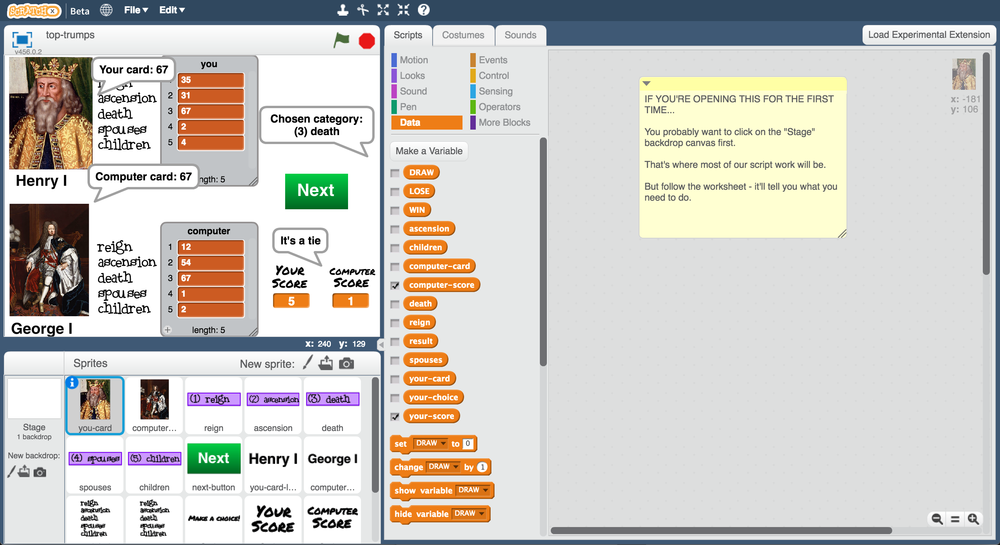 SCRATCH X
Beta
File ▾
Edit ▾
top-trumps
v456.0.2
Your card: 67
ascension
death
spouses
children
Henry I
you
35
2 31
3 67
4 2
5 4
ngth: 5
Chosen category:
(3) death
Computer card: 67
Next
reign
ascension
death
spouses
children
George I
computer
1 12
2 54
3 67
4 1
5 2
+ length: 5
It's a tie
YOUR
SCORE
5
COMPUTER
SCORE
1
x: 240 y: 129
Sprites
New sprite:
Stage
1 backdrop
New backdrop:
you-card
computer...
(1) reign
reign
(2) ascension
ascension
(3) death
death
(4) spouses
spouses
(5) children
children
Next
next-button
Henry I
you-card-l...
George I
computer...
reign
ascension
death
spouses
children
reign
ascension
death
spouses
children
MAKE A CHOICE!
YOUR
SCORE
COMPUTER
SCORE
Scripts
Costumes
Sounds
Load Experimental Extension
Motion
Looks
Sound
Pen
Data
Events
Control
Sensing
Operators
More Blocks
Make a Variable
DRAW
LOSE
WIN
ascension
children
computer-card
computer-score
death
reign
result
spouses
your-card
your-choice
your-score
set DRAW to 0
change DRAW by 1
show variable DRAW
hide variable DRAW
IF YOU'RE OPENING THIS FOR THE FIRST
TIME...
You probably want to click on the "Stage"
backdrop canvas first.
That's where most of our script work will be.
But follow the worksheet - it'll tell you what you
need to do.
x: -181
y: 106